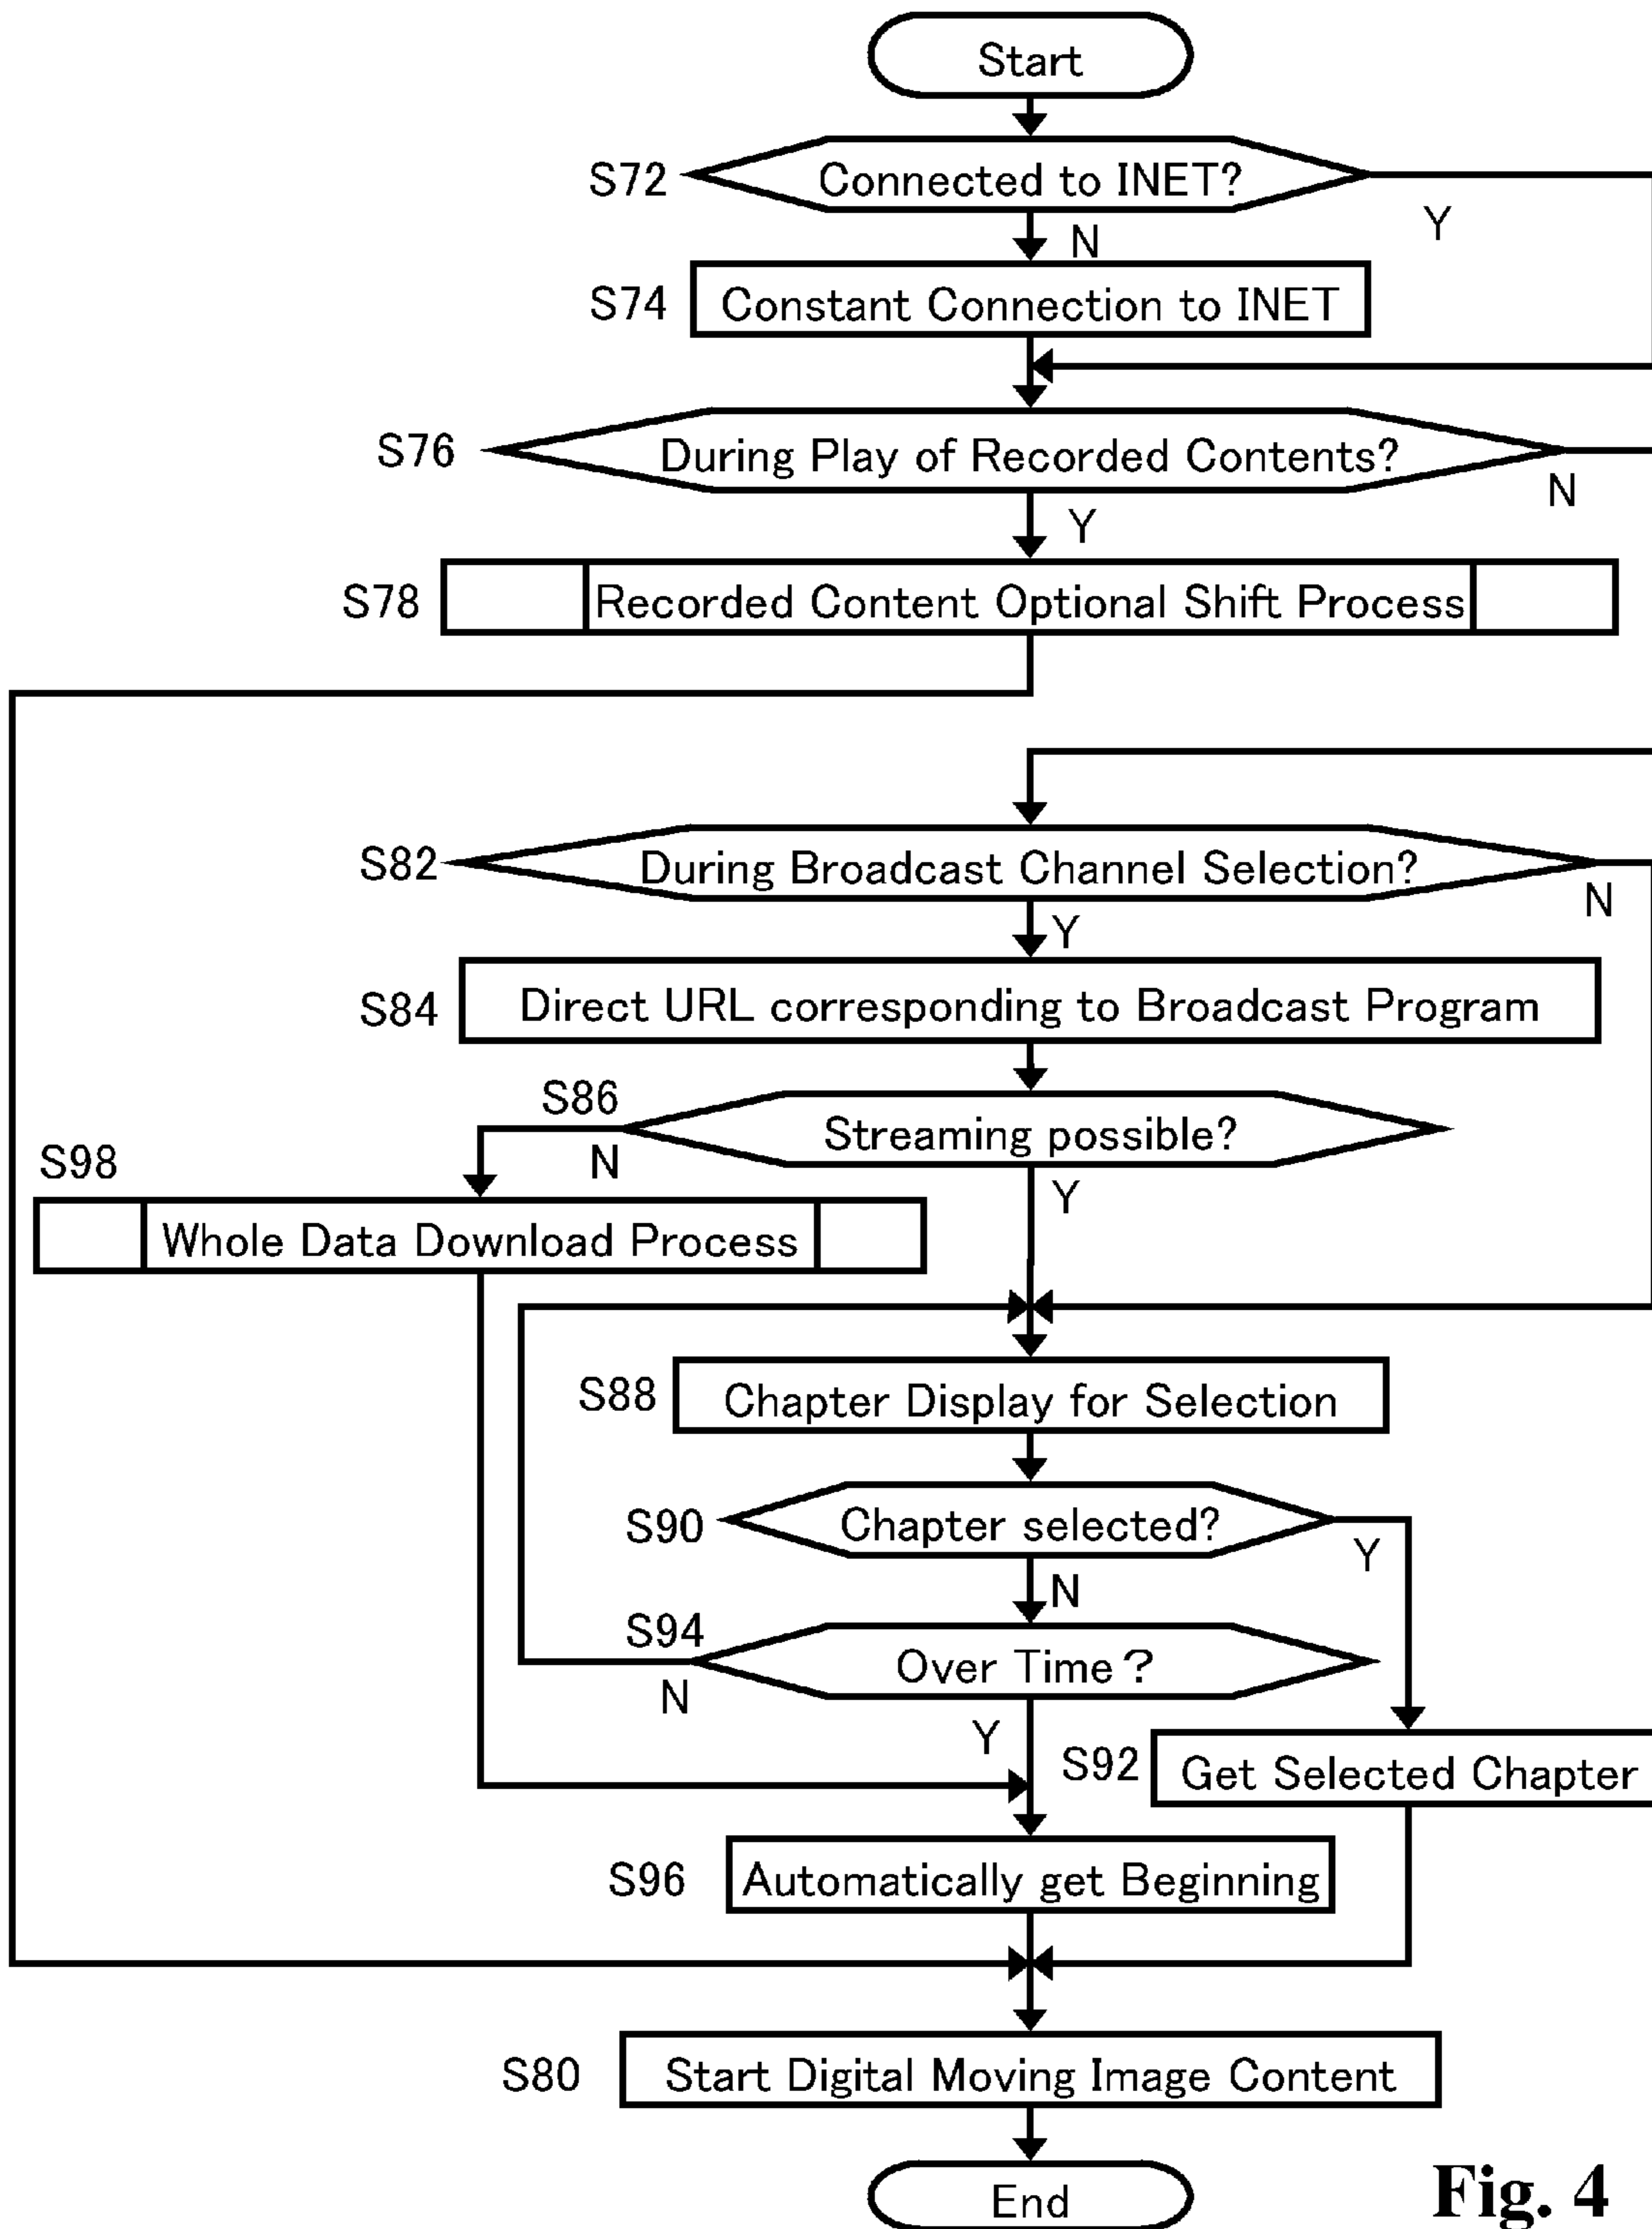 Start
S72
Connected to INET?
Y
N
S74
Constant Connection to INET
S76
During Play of Recorded Contents?
N
Y
S78
Recorded Content Optional Shift Process
S82
During Broadcast Channel Selection?
N
Y
S84
Direct URL corresponding to Broadcast Program
S86
Streaming possible?
N
Y
S98
Whole Data Download Process
S88
Chapter Display for Selection
S90
Chapter selected?
Y
N
S94
Over Time ?
N
Y
S92
Get Selected Chapter
S96
Automatically get Beginning
S80
Start Digital Moving Image Content
End
Fig. 4